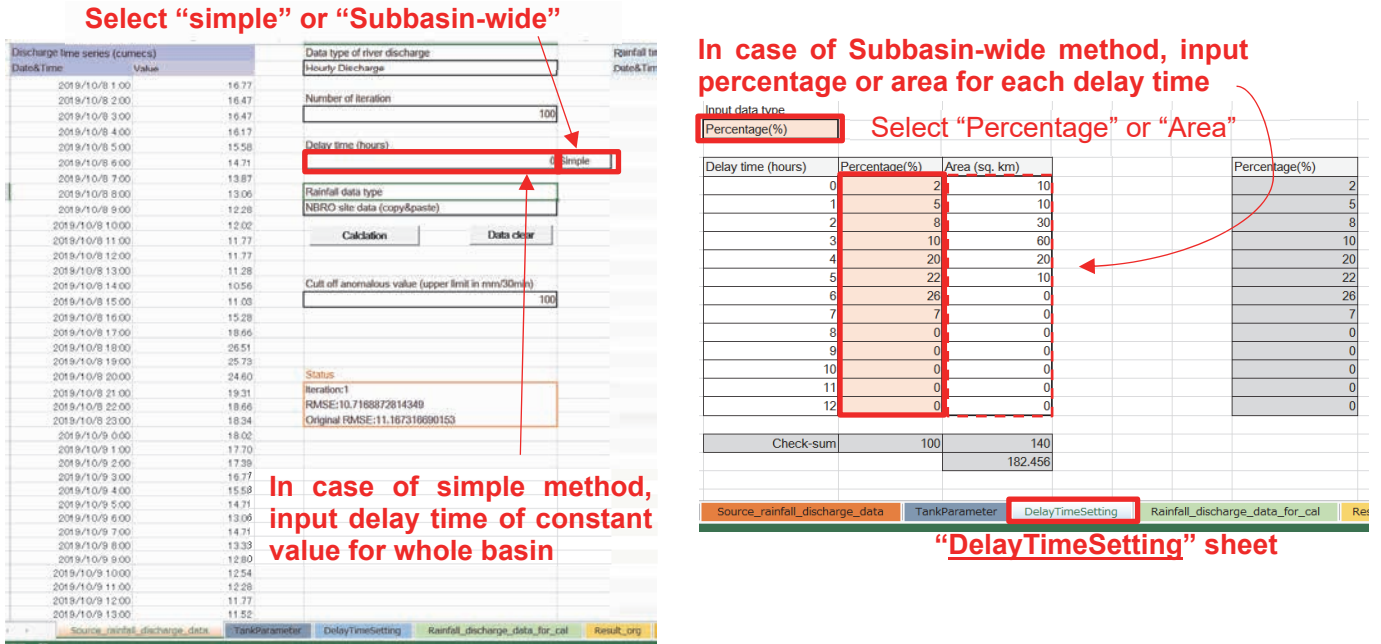 Select “simple” or “Subbasin-wide”
Discharge time series (cumecs)
Date&Time Value
2019/10/8 1:00 16.77
2019/10/8 2:00 16.47
2019/10/8 3:00 16.47
2019/10/8 4:00 16.17
2019/10/8 5:00 15.58
2019/10/8 6:00 14.71
2019/10/8 7:00 13.87
2019/10/8 8:00 13.06
2019/10/8 9:00 12.28
2019/10/8 10:00 12.02
2019/10/8 11:00 11.77
2019/10/8 12:00 11.77
2019/10/8 13:00 11.28
2019/10/8 14:00 10.56
2019/10/8 15:00 11.03
2019/10/8 16:00 15.28
2019/10/8 17:00 18.66
2019/10/8 18:00 26.51
2019/10/8 19:00 25.73
2019/10/8 20:00 24.60
2019/10/8 21:00 19.31
2019/10/8 22:00 18.66
2019/10/8 23:00 18.34
2019/10/9 0:00 18.02
2019/10/9 1:00 17.70
2019/10/9 2:00 17.39
2019/10/9 3:00 16.77
2019/10/9 4:00 15.58
2019/10/9 5:00 14.71
2019/10/9 6:00 13.06
2019/10/9 7:00 14.71
2019/10/9 8:00 13.33
2019/10/9 9:00 12.80
2019/10/9 10:00 12.54
2019/10/9 11:00 12.28
2019/10/9 12:00 11.77
2019/10/9 13:00 11.52
Data type of river discharge
Hourly Discharge
Number of iteration
100
Delay time (hours)
0 Simple
Rainfall data type
NBRO site data (copy&paste)
Calclation Data clear
Cult off anomalous value (upper limit in mm/30min)
100
Status
Iteration:1
RMSE:10.7168872814349
Original RMSE:11.167316690153
Rainfall tim
Date&Tim
In case of simple method,
input delay time of constant
value for whole basin
Source_rainfall_discharge_data TankParameter DelayTimeSetting Rainfall_discharge_data_for_cal Result_org
In case of Subbasin-wide method, input
percentage or area for each delay time
Input data type
Percentage(%)
Select “Percentage” or “Area”
Delay time (hours) Percentage(%) Area (sq. km) Percentage(%)
0 2 10 2
1 5 10 5
2 8 30 8
3 10 60 10
4 20 20 20
5 22 10 22
6 26 0 26
7 7 0 7
8 0 0 0
9 0 0 0
10 0 0 0
11 0 0 0
12 0 0 0
Check-sum 100 140
182.456
Source_rainfall_discharge_data TankParameter DelayTimeSetting Rainfall_discharge_data_for_cal Res
“DelayTimeSetting” sheet